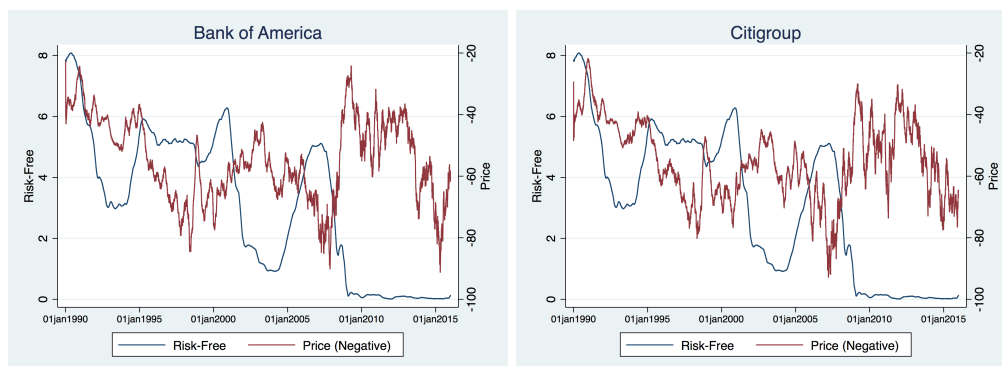 Bank of America
8
6
4
2
0
Risk-Free
-20
-40
-60
-80
-100
Price
01jan1990 01jan1995 01jan2000 01jan2005 01jan2010 01jan2015
Risk-Free Price (Negative)
Citigroup
8
6
4
2
0
Risk-Free
-20
-40
-60
-80
-100
Price
01jan1990 01jan1995 01jan2000 01jan2005 01jan2010 01jan2015
Risk-Free Price (Negative)